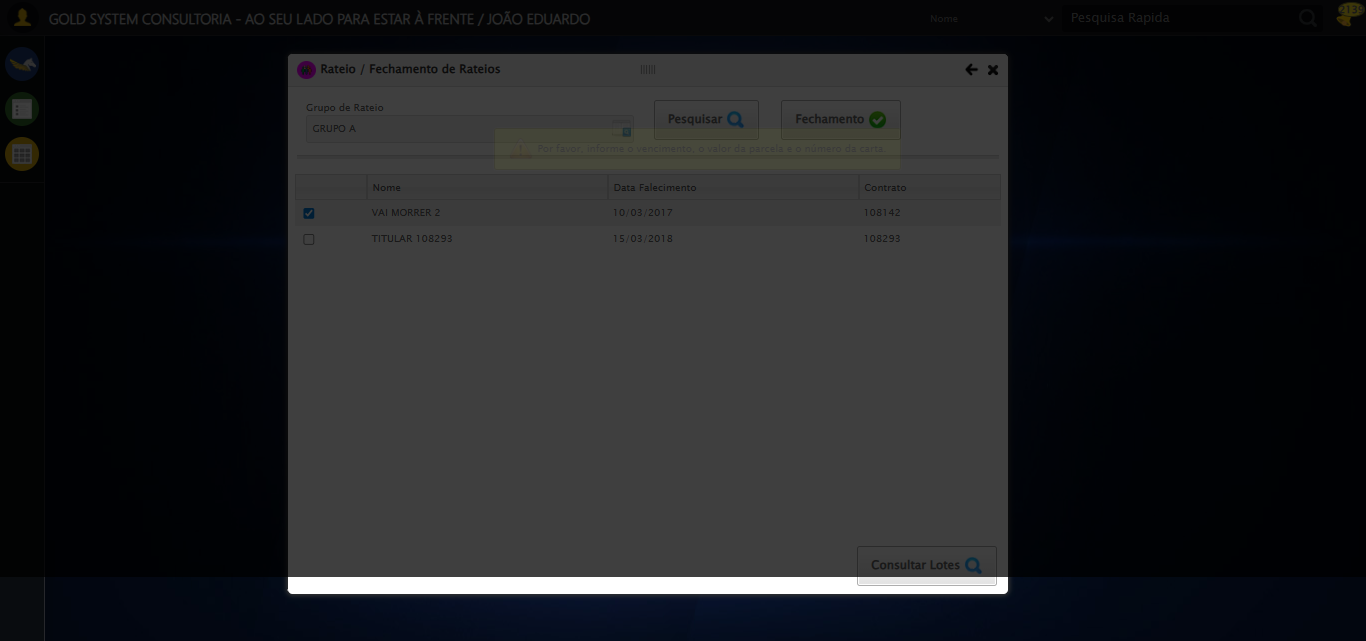 GOLD SYSTEM CONSULTORIA - AO SEU LADO PARA ESTAR À FRENTE / JOÃO EDUARDO
Nome
Pesquisa Rapida
Rateio / Fechamento de Rateios
Grupo de Rateio
GRUPO A
Pesquisar
Fechamento
Por favor, informe o vencimento, o valor da parcela e o número da carta.
Nome Data Falecimento Contrato
VAI MORRER 2 10/03/2017 108142
TITULAR 108293 15/03/2018 108293
Consultar Lotes